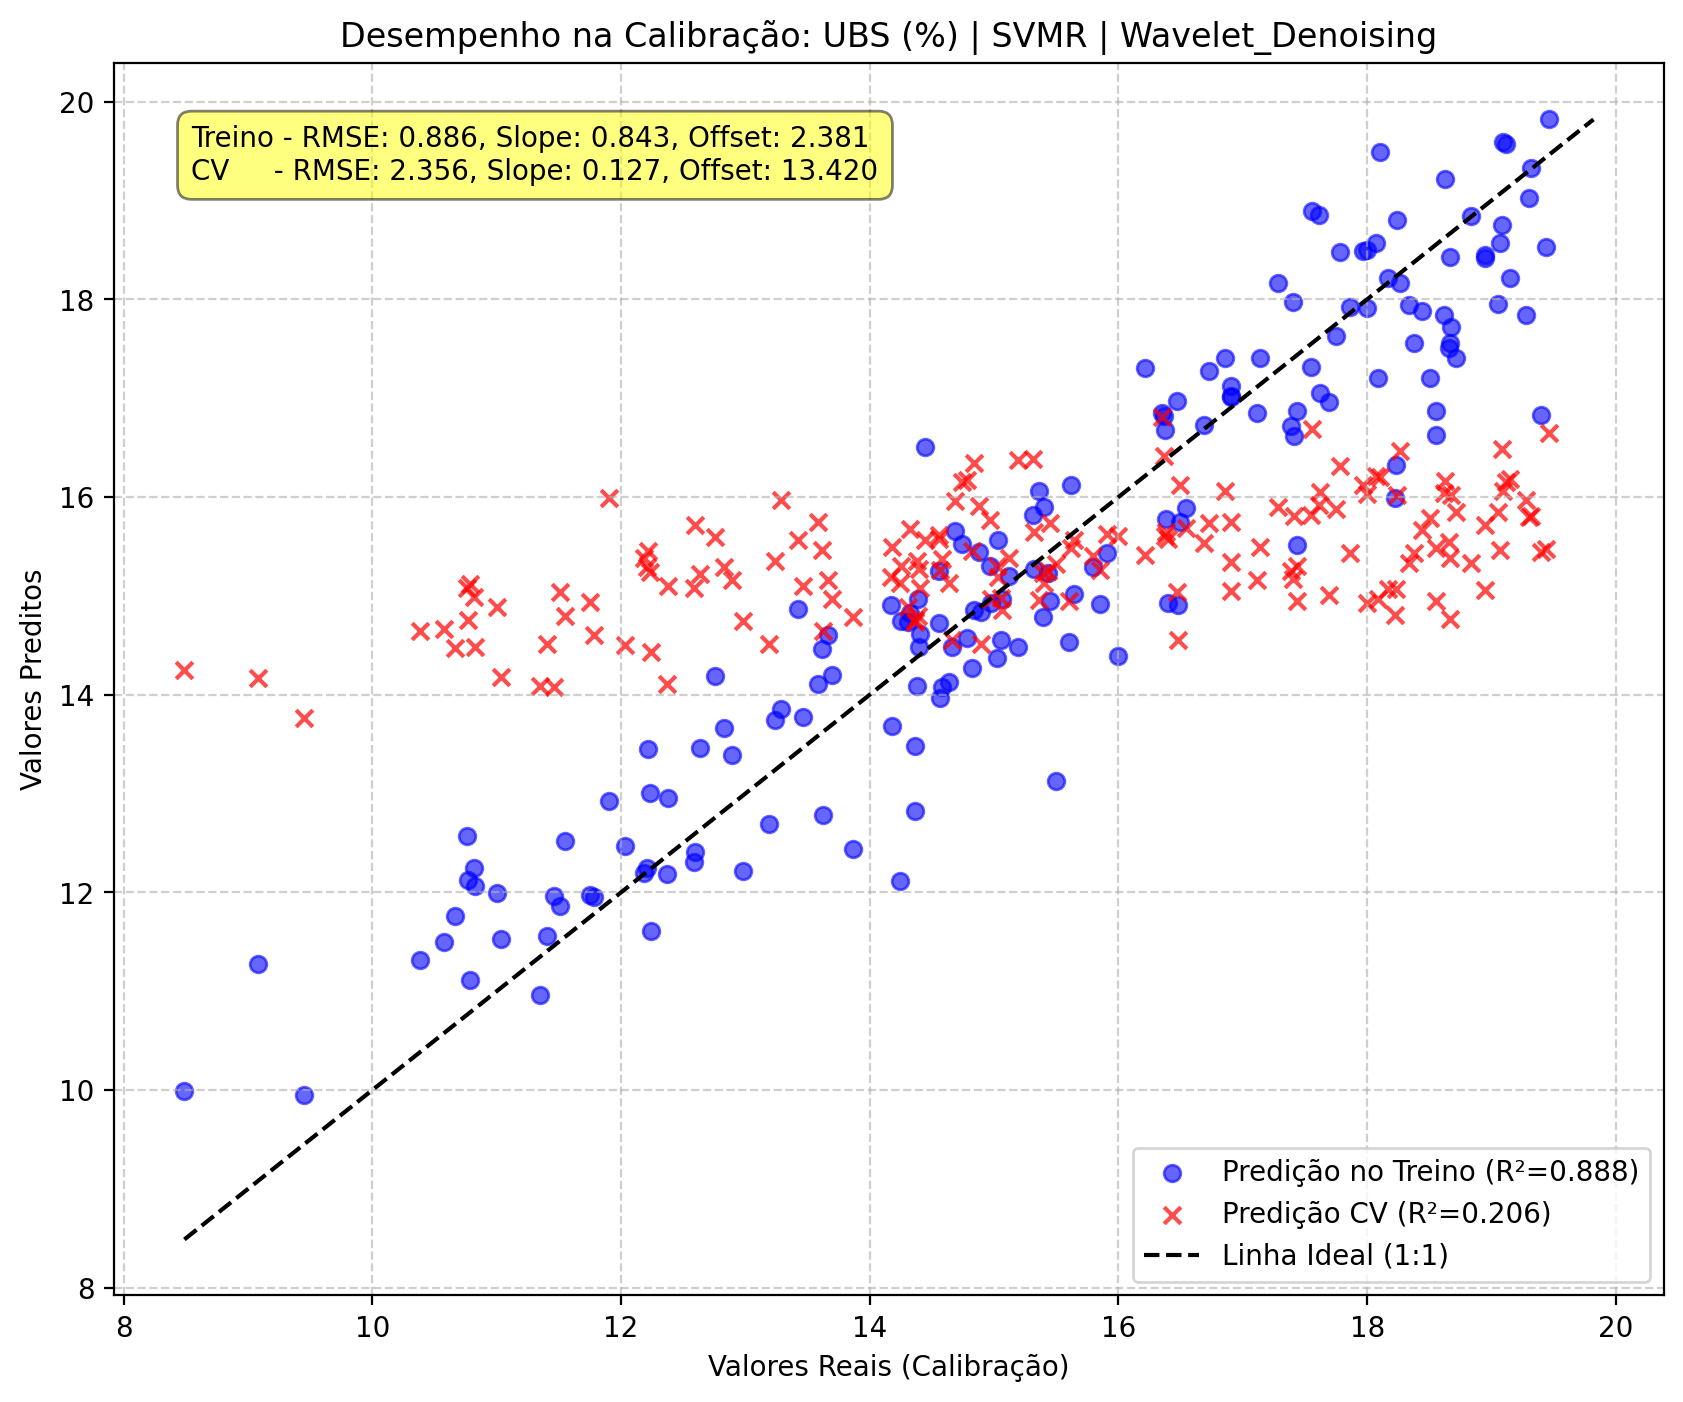 Desempenho na Calibração: UBS (%) | SVMR | Wavelet_Denoising
Treino - RMSE: 0.886, Slope: 0.843, Offset: 2.381
CV - RMSE: 2.356, Slope: 0.127, Offset: 13.420
Valores Preditos
20
18
16
14
12
10
8
Predição no Treino (R²=0.888)
Predição CV (R²=0.206)
Linha Ideal (1:1)
8 10 12 14 16 18 20
Valores Reais (Calibração)